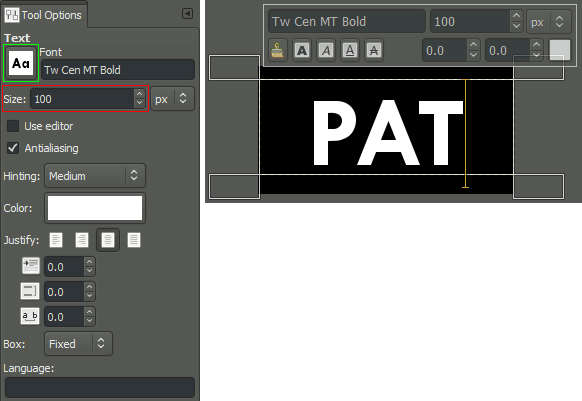 Tool Options
Text
Font
Aa
Tw Cen MT Bold
Size: 100 px
Use editor
Antialiasing
Hinting: Medium
Color:
Justify:
0.0
0.0
a b 0.0
Box: Fixed
Language:
Tw Cen MT Bold 100 px
A A A A 0.0 0.0
PAT